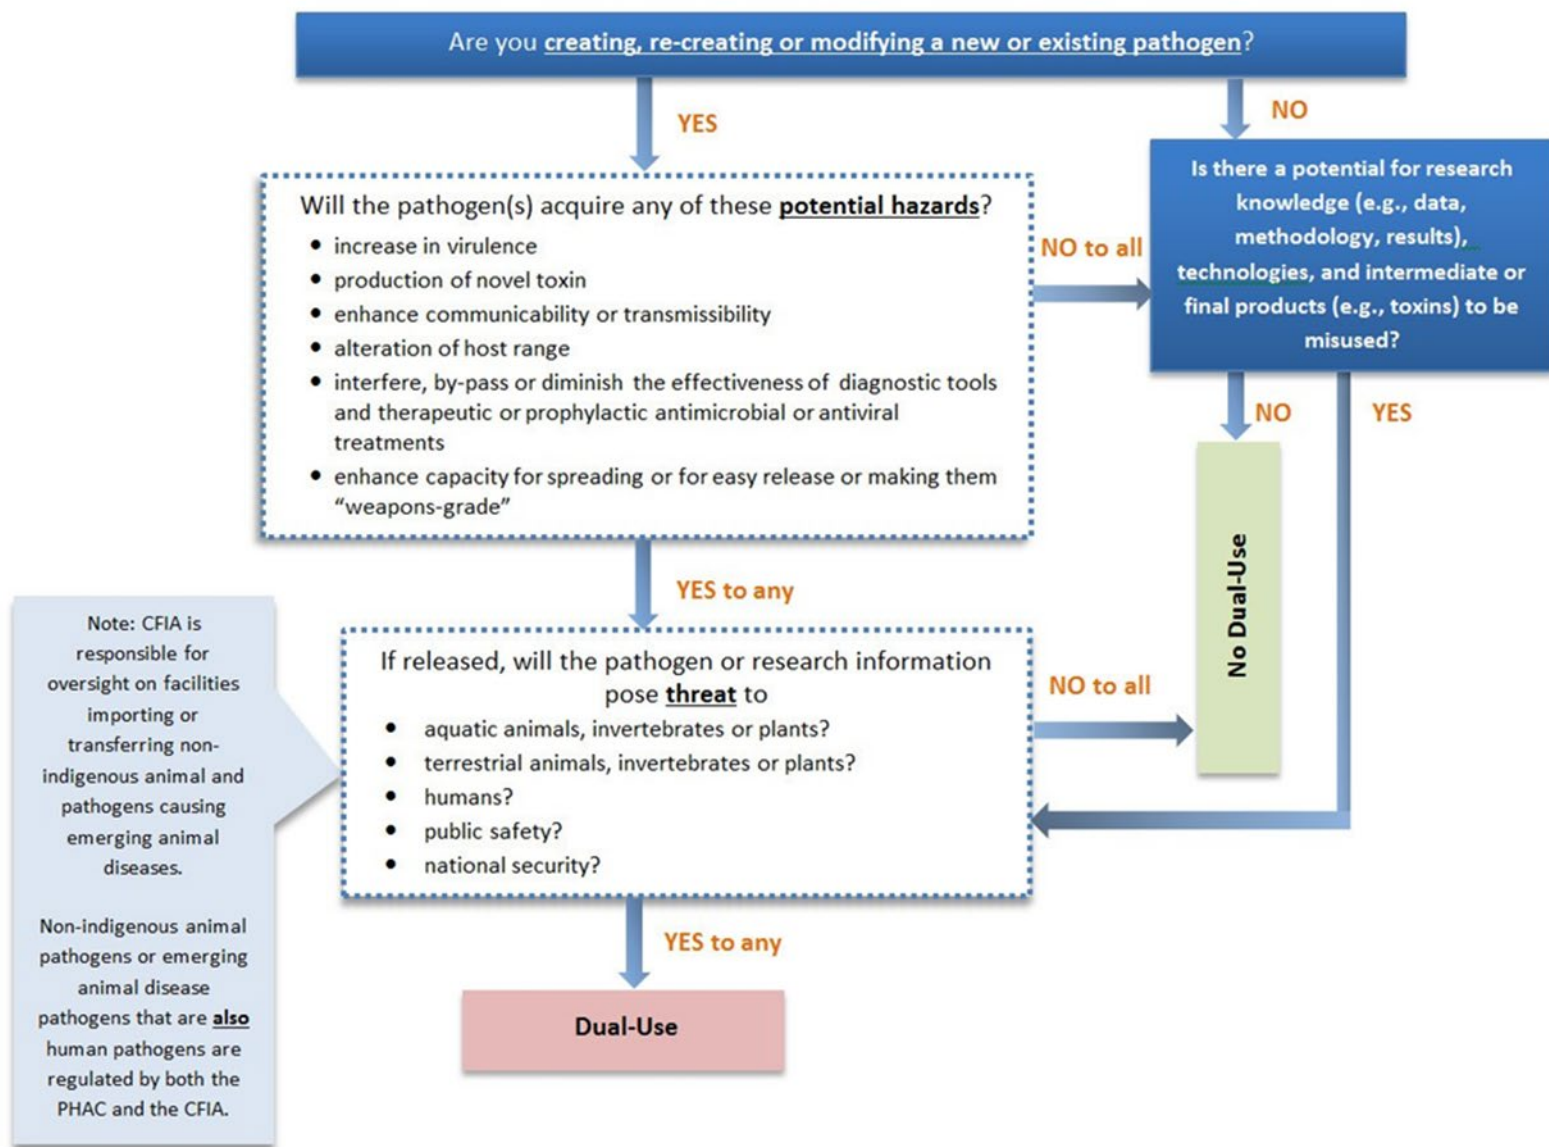 Are you creating, re-creating or modifying a new or existing pathogen?
YES
NO
Will the pathogen(s) acquire any of these potential hazards?
• increase in virulence
• production of novel toxin
• enhance communicability or transmissibility
• alteration of host range
• interfere, by-pass or diminish the effectiveness of diagnostic tools
and therapeutic or prophylactic antimicrobial or antiviral
treatments
• enhance capacity for spreading or for easy release or making them
“weapons-grade”
NO to all
Is there a potential for research
knowledge (e.g., data,
methodology, results),
technologies, and intermediate or
final products (e.g., toxins) to be
misused?
NO
YES
No Dual-Use
YES to any
If released, will the pathogen or research information
pose threat to
• aquatic animals, invertebrates or plants?
• terrestrial animals, invertebrates or plants?
• humans?
• public safety?
• national security?
NO to all
YES to any
Dual-Use
Note: CFIA is
responsible for
oversight on facilities
importing or
transferring non-
indigenous animal and
pathogens causing
emerging animal
diseases.
Non-indigenous animal
pathogens or emerging
animal disease
pathogens that are also
human pathogens are
regulated by both the
PHAC and the CFIA.